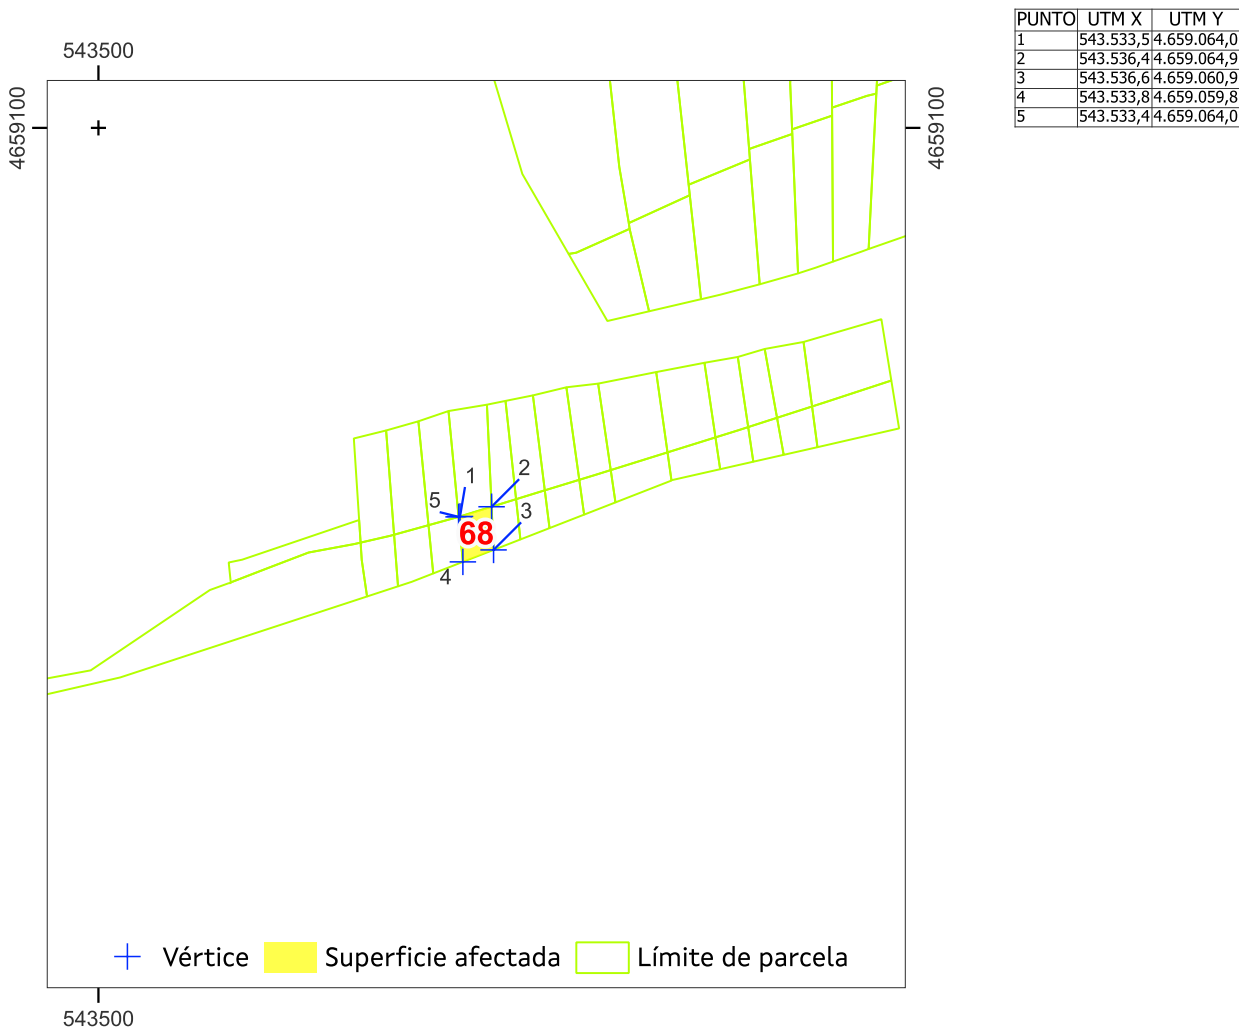 PUNTO UTM X UTM Y
1 543.533,5 4.659.064,0
2 543.536,4 4.659.064,9
3 543.536,6 4.659.060,9
4 543.533,8 4.659.059,8
5 543.533,4 4.659.064,0
543500
4659100
4659100
1
2
5
3
68
4
Vértice Superficie afectada Límite de parcela
543500